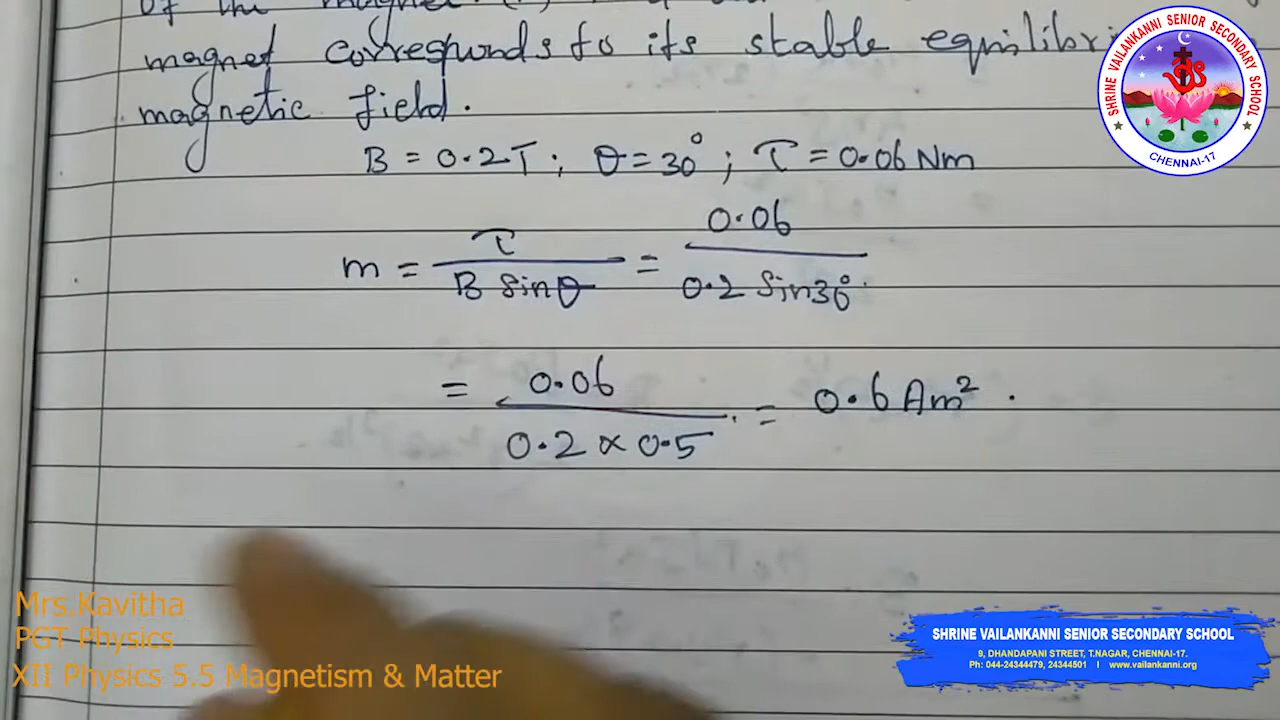 of the
magnet corresponds to its stable equilibri
magnetic field.
B = 0.2T ; θ = 30° ; τ = 0.06 Nm
m = τ / B Sinθ = 0.06 / 0.2 Sin30°
= 0.06 / 0.2 × 0.5 = 0.6 Am².
SHRINE VAILANKANNI SENIOR SECONDARY SCHOOL
CHENNAI-17
Mrs.Kavitha
PGT Physics
XII Physics 5.5 Magnetism & Matter
SHRINE VAILANKANNI SENIOR SECONDARY SCHOOL
9, DHANDAPANI STREET, T.NAGAR, CHENNAI-17.
Ph: 044-24344479, 24344501 | www.vailankanni.org